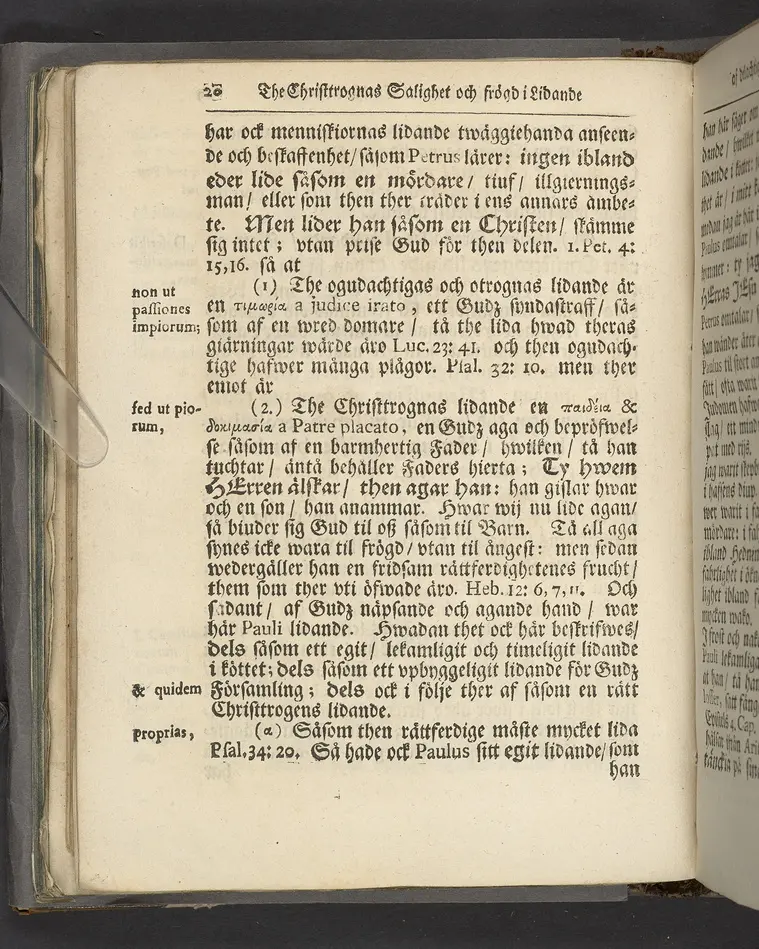 20 The Christtrognas Salighet och frögd i Lidande
har ock menniskiornas lidande twäggiehanda anseen-
de och beskaffenhet/ såsom Petrus lärer: ingen ibland
eder lide såsom en mördare/ tiuf/ illgiernings-
man/ eller som then ther träder i ens annars ämbe-
te. Men lider han såsom en Christen/ skämme
sig intet; vtan prise Gud för then delen. 1. Pet. 4:
15,16. så at
(1) The ogudachtigas och otrognas lidande är
non ut
passiones
impiorum;
en τιμωρία a judice irato, ett Gudz syndastraff/ så-
som af en wred domare/ tå the lida hwad theras
giärningar wärde äro Luc. 23: 41. och then ogudach-
tige hafwer många plågor. Psal. 32: 10. men ther
emot är
(2.) The Christtrognas lidande en παιδεία &
sed ut pio-
rum,
δοκιμασία a Patre placato, en Gudz aga och bepröfwel-
se såsom af en barmhertig Fader/ hwilken/ tå han
tuchtar/ äntå behåller Faders hierta; Ty hwem
HErren älskar/ then agar han: han gislar hwar
och en son/ han anammar. Hwar wij nu lide agan/
så biuder sig Gud til oß såsom til Barn. Tå all aga
synes icke wara til frögd/ vtan til ångest: men sedan
wedergäller han en fridsam rättferdighetenes frucht/
them som ther vti öfwade äro. Heb. 12: 6, 7, 11. Och
sådant/ af Gudz näpsande och agande hand/ war
här Pauli lidande. Hwadan thet ock här beskrifwes/
dels såsom ett egit/ lekamligit och timeligit lidande
i köttet; dels såsom ett vpbyggeligit lidande för Gudz
& quidem
Församling; dels ock i följe ther af såsom en rätt
Christtrogens lidande.
proprias,
(α) Såsom then rättferdige måste mycket lida
Psal. 34: 20. Så hade ock Paulus sitt egit lidande/ som
han